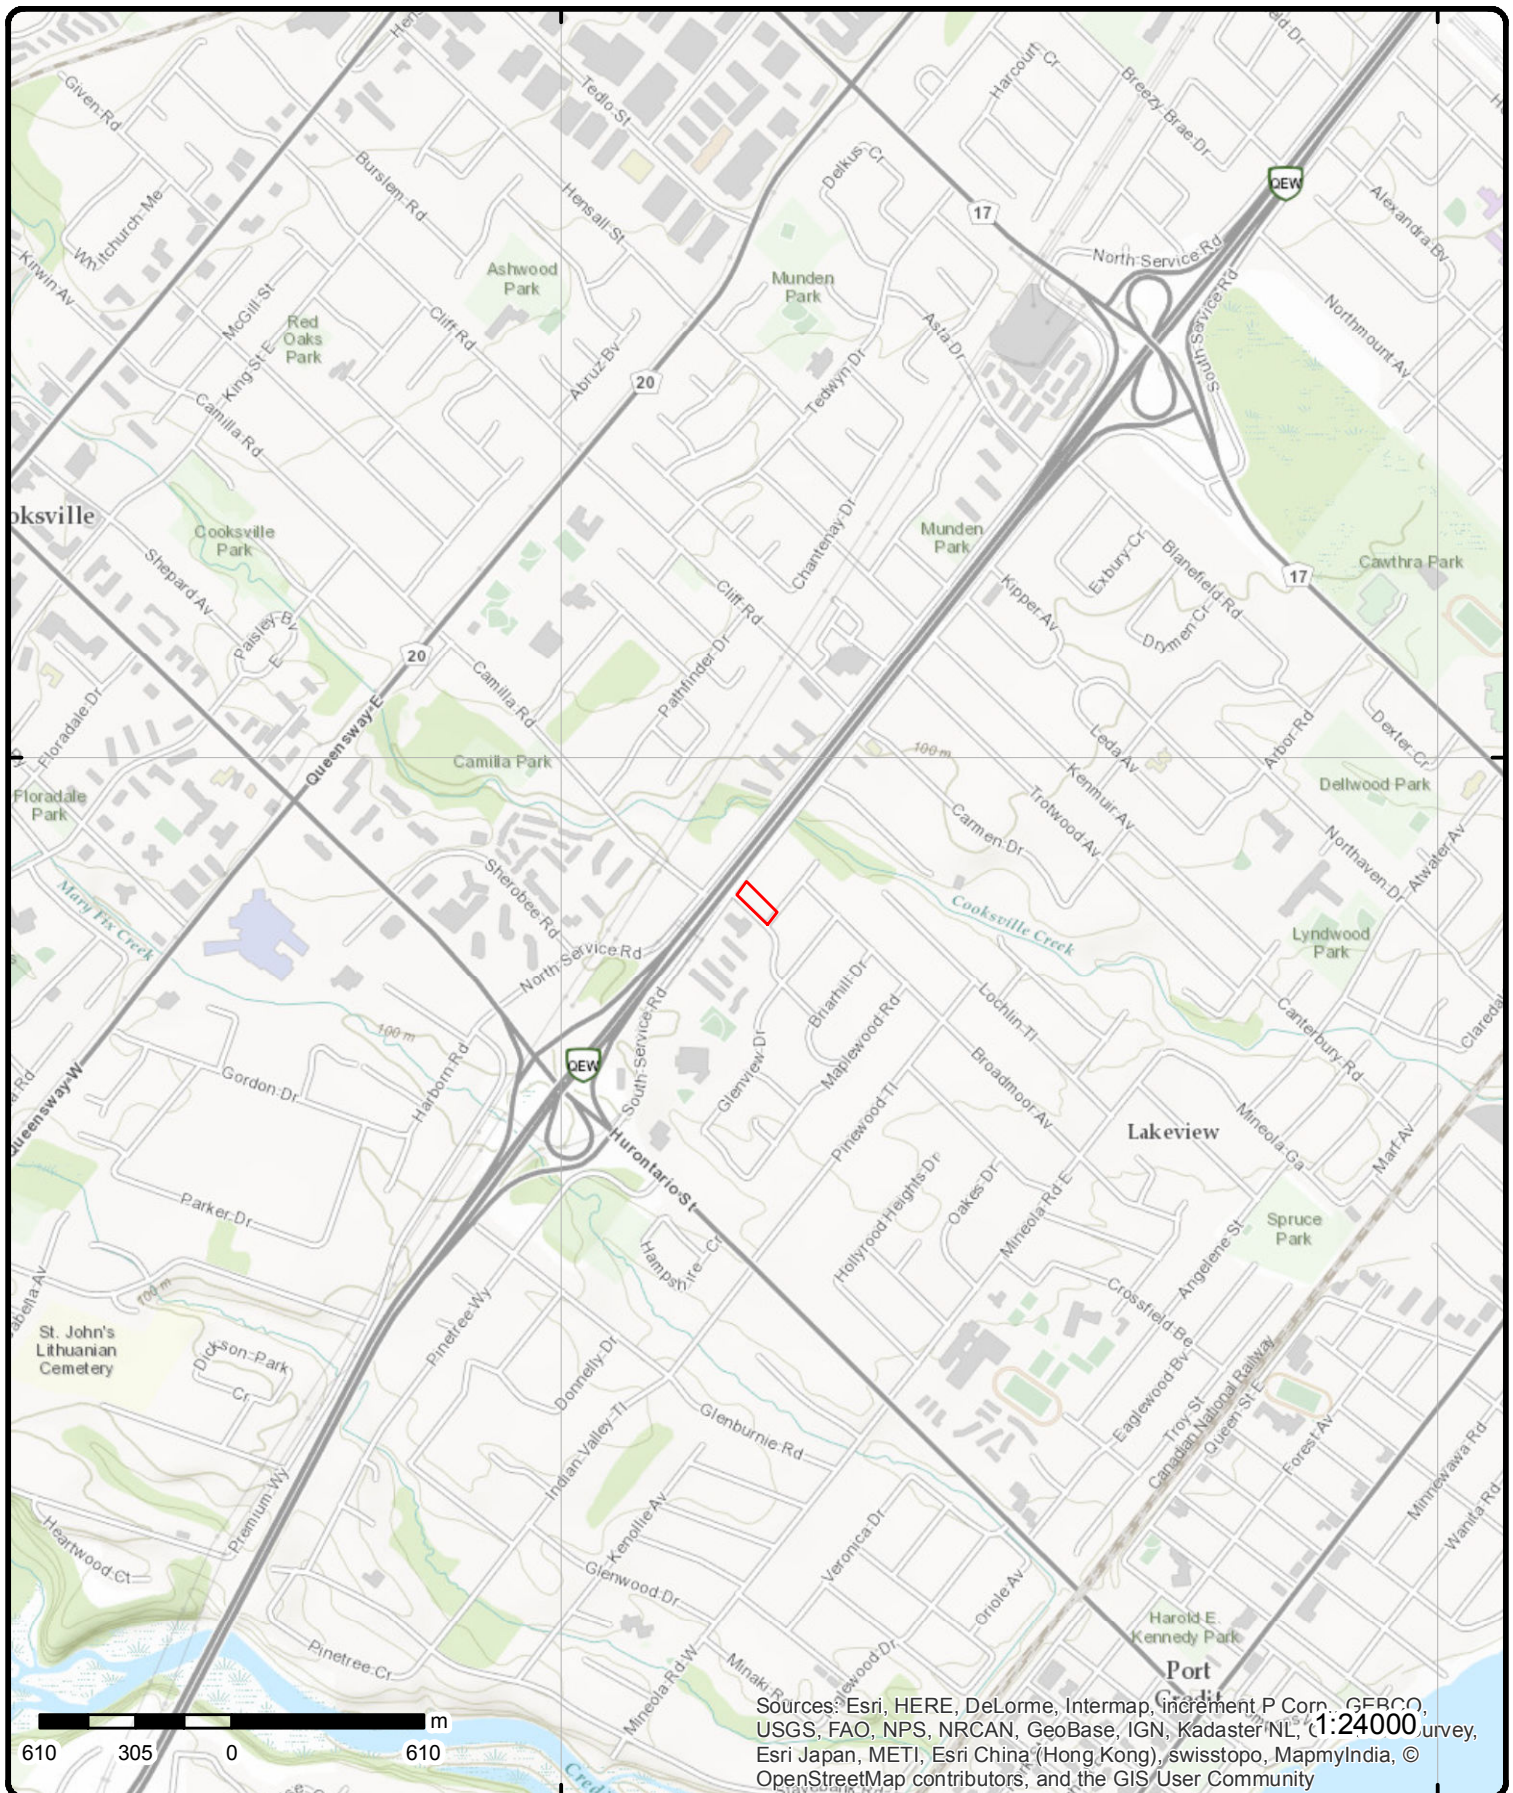 Given Rd
Tedlo St
Harcourt Cr
Breezy Brae Dr
QEW
Burslem Rd
Delkus Cr
17
Alexandra Bv
Hensall St
Whitchurch Me
North Service Rd
Kirwin Av
Ashwood
Park
Munden
Park
McGill St
Red
Oaks
Park
Cliff Rd
Asta Dr
South Service Rd
Northmount Av
King St E
Abruz Bv
20
Tedwyn Dr
Camilla Rd
oksville
Cooksville
Park
Chantenay Dr
Munden
Park
Exbury Cr
Blanefield Rd
Cawthra Park
17
Shepard Av
Cliff Rd
Kipper Av
Drymen Cr
Paisley Bv
E
20
Floradale Dr
Camilla Rd
Pathfinder Dr
Queensway E
Leda Av
Arbor Rd
Dexter Cr
Camilla Park
100 m
Floradale
Park
Kenmuir Av
Dellwood Park
Trotwood Av
Carmen Dr
Northaven Dr
Atwater Av
Sherobee Rd
Mary Fix Creek
Cooksville Creek
Lyndwood
Park
North Service Rd
Briarhill Dr
Lochlin Tl
Maplewood Rd
Canterbury Rd
Claredal
100 m
South Service Rd
Glenview Dr
QEW
Gordon Dr
Harborn Rd
Broadmoor Av
a Rd
Queensway W
Pinewood Tl
Lakeview
Mineola Ga
Marf Av
Hurontario St
Parker Dr
Hollyrood Heights Dr
Oakes Dr
Mineola Rd E
Spruce
Park
Angelene St
Hampshire Cr
abella Av
100 m
Crossfield Be
St. John's
Lithuanian
Cemetery
Dickson Park
Cr
Pinetree Wy
Donnelly Dr
Eaglewood Bv
Troy St
Canadian National Railway
Queen St E
Indian Valley Tl
Glenburnie Rd
Forest Av
Minnewawa Rd
Premium Wy
Wanita Rd
Heartwood Ct
Kenollie Av
Veronica Dr
Glenwood Dr
Oriole Av
Harold E.
Kennedy Park
Pinetree Cr
Mineola Rd W
Minaki R
lewood Dr
Port
Credit
Cred
Sources: Esri, HERE, DeLorme, Intermap, increment P Corp., GEBCO,
USGS, FAO, NPS, NRCAN, GeoBase, IGN, Kadaster NL, urvey,
Esri Japan, METI, Esri China (Hong Kong), swisstopo, MapmyIndia, ©
OpenStreetMap contributors, and the GIS User Community
1:24000
m
610 305 0 610